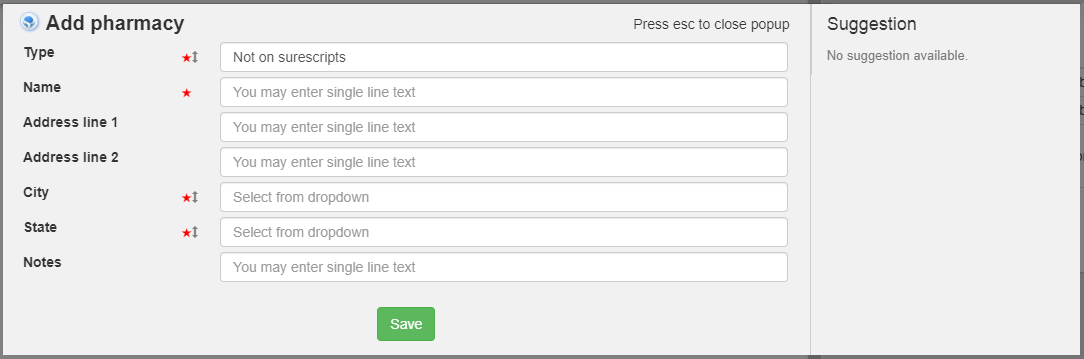 Add pharmacy
Press esc to close popup
Type
Not on surescripts
Name
You may enter single line text
Address line 1
You may enter single line text
Address line 2
You may enter single line text
City
Select from dropdown
State
Select from dropdown
Notes
You may enter single line text
Save
Suggestion
No suggestion available.